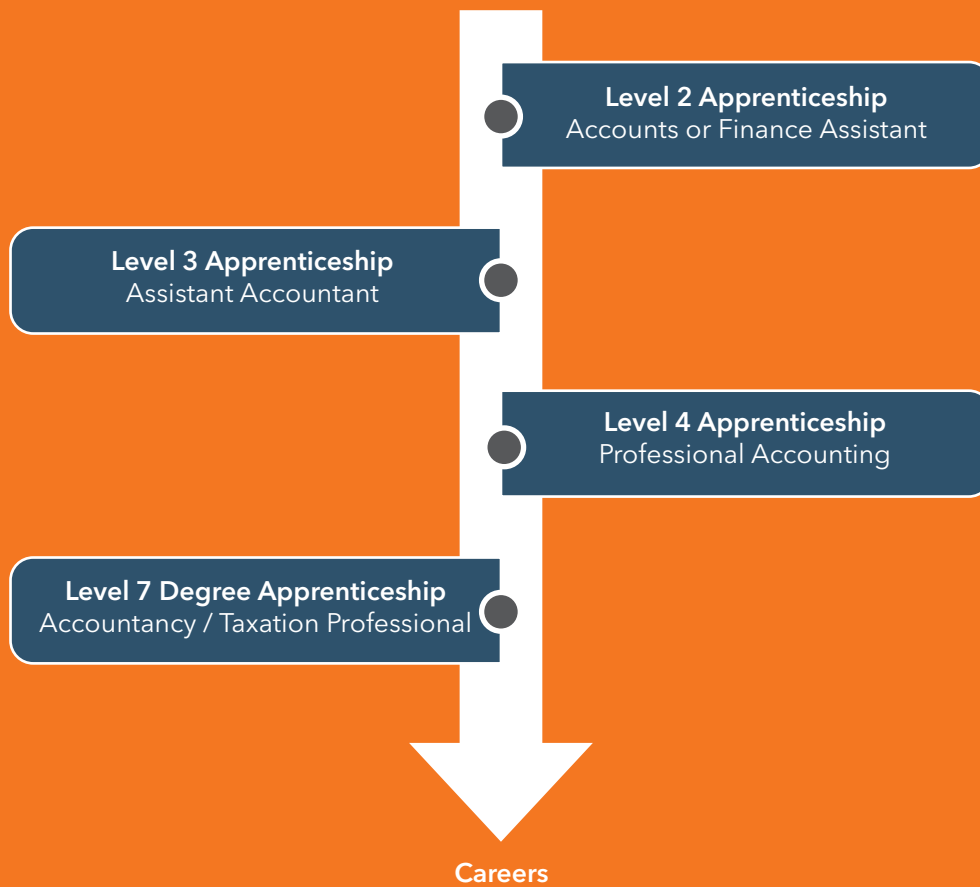 Level 2 Apprenticeship
Accounts or Finance Assistant
Level 3 Apprenticeship
Assistant Accountant
Level 4 Apprenticeship
Professional Accounting
Level 7 Degree Apprenticeship
Accountancy / Taxation Professional
Careers